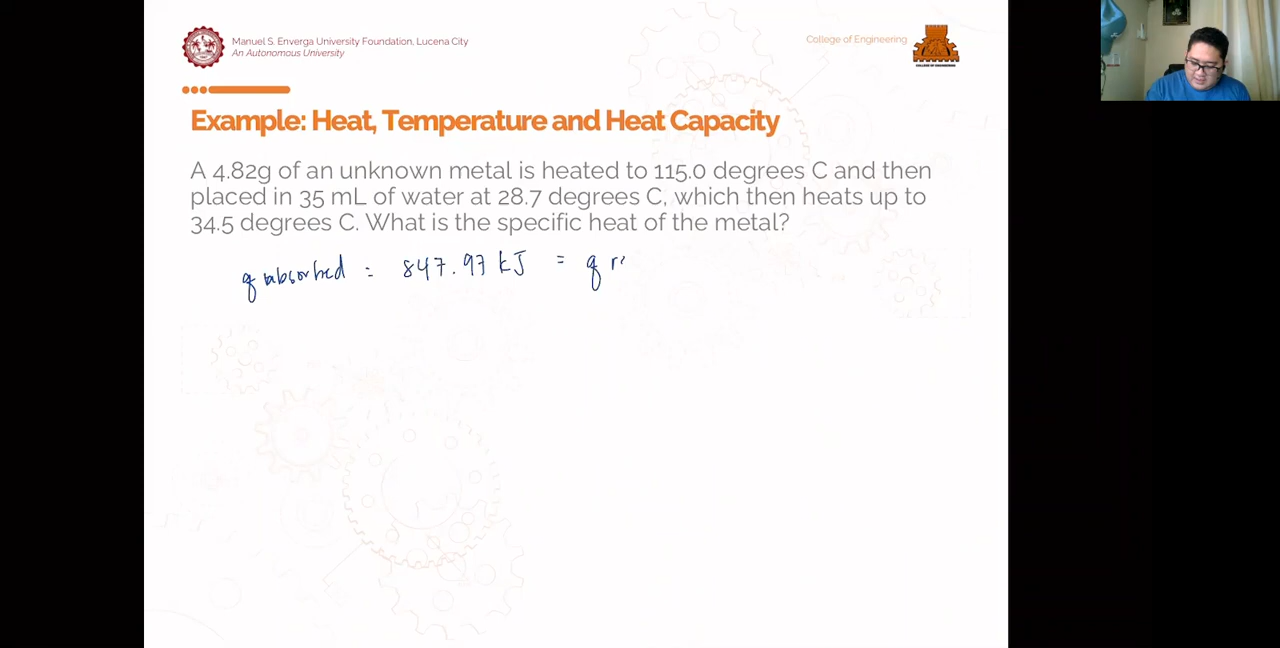 Manuel S. Enverga University Foundation, Lucena City
An Autonomous University
College of Engineering
COLLEGE OF ENGINEERING
Example: Heat, Temperature and Heat Capacity
A 4.82g of an unknown metal is heated to 115.0 degrees C and then
placed in 35 mL of water at 28.7 degrees C, which then heats up to
34.5 degrees C. What is the specific heat of the metal?
q absorbed = 847.97 kJ = q r